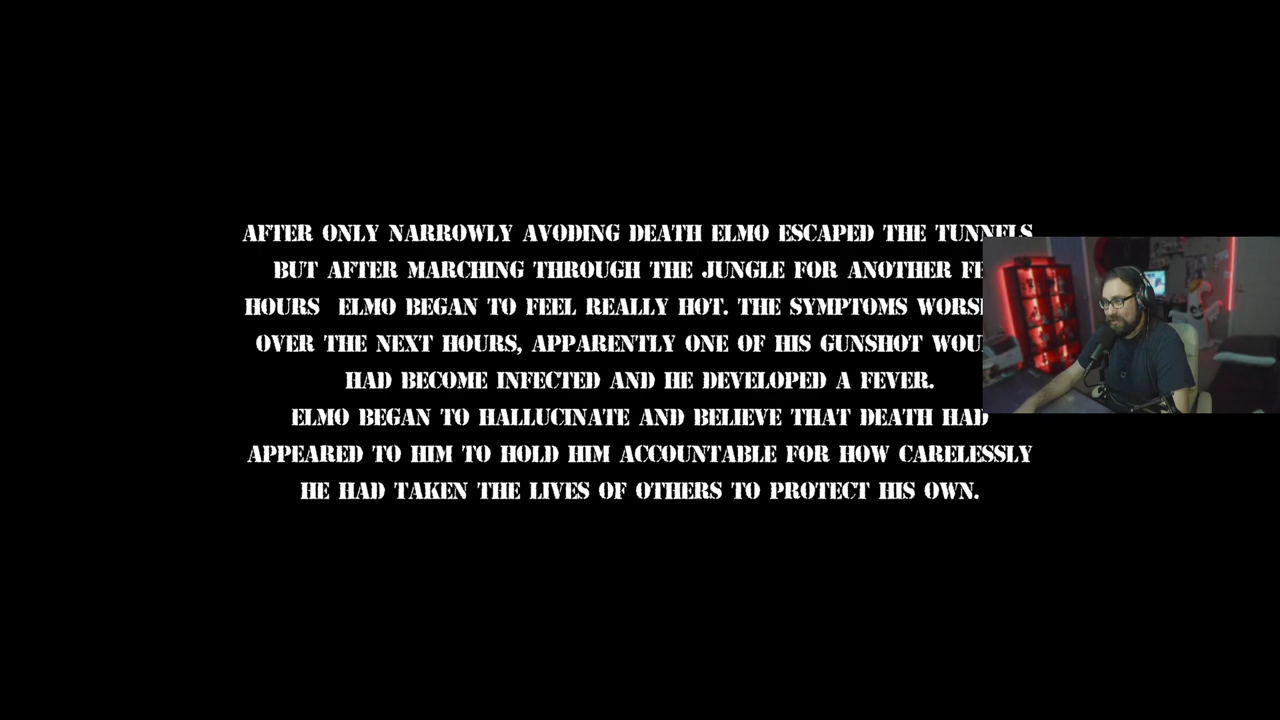 AFTER ONLY NARROWLY AVODING DEATH ELMO ESCAPED THE TUNNELS
BUT AFTER MARCHING THROUGH THE JUNGLE FOR ANOTHER
HOURS ELMO BEGAN TO FEEL REALLY HOT. THE SYMPTOMS
OVER THE NEXT HOURS, APPARENTLY ONE OF HIS GUNSHOT
HAD BECOME INFECTED AND HE DEVELOPED A FEVER.
ELMO BEGAN TO HALLUCINATE AND BELIEVE THAT DEATH HAD
APPEARED TO HIM TO HOLD HIM ACCOUNTABLE FOR HOW CARELESSLY
HE HAD TAKEN THE LIVES OF OTHERS TO PROTECT HIS OWN.